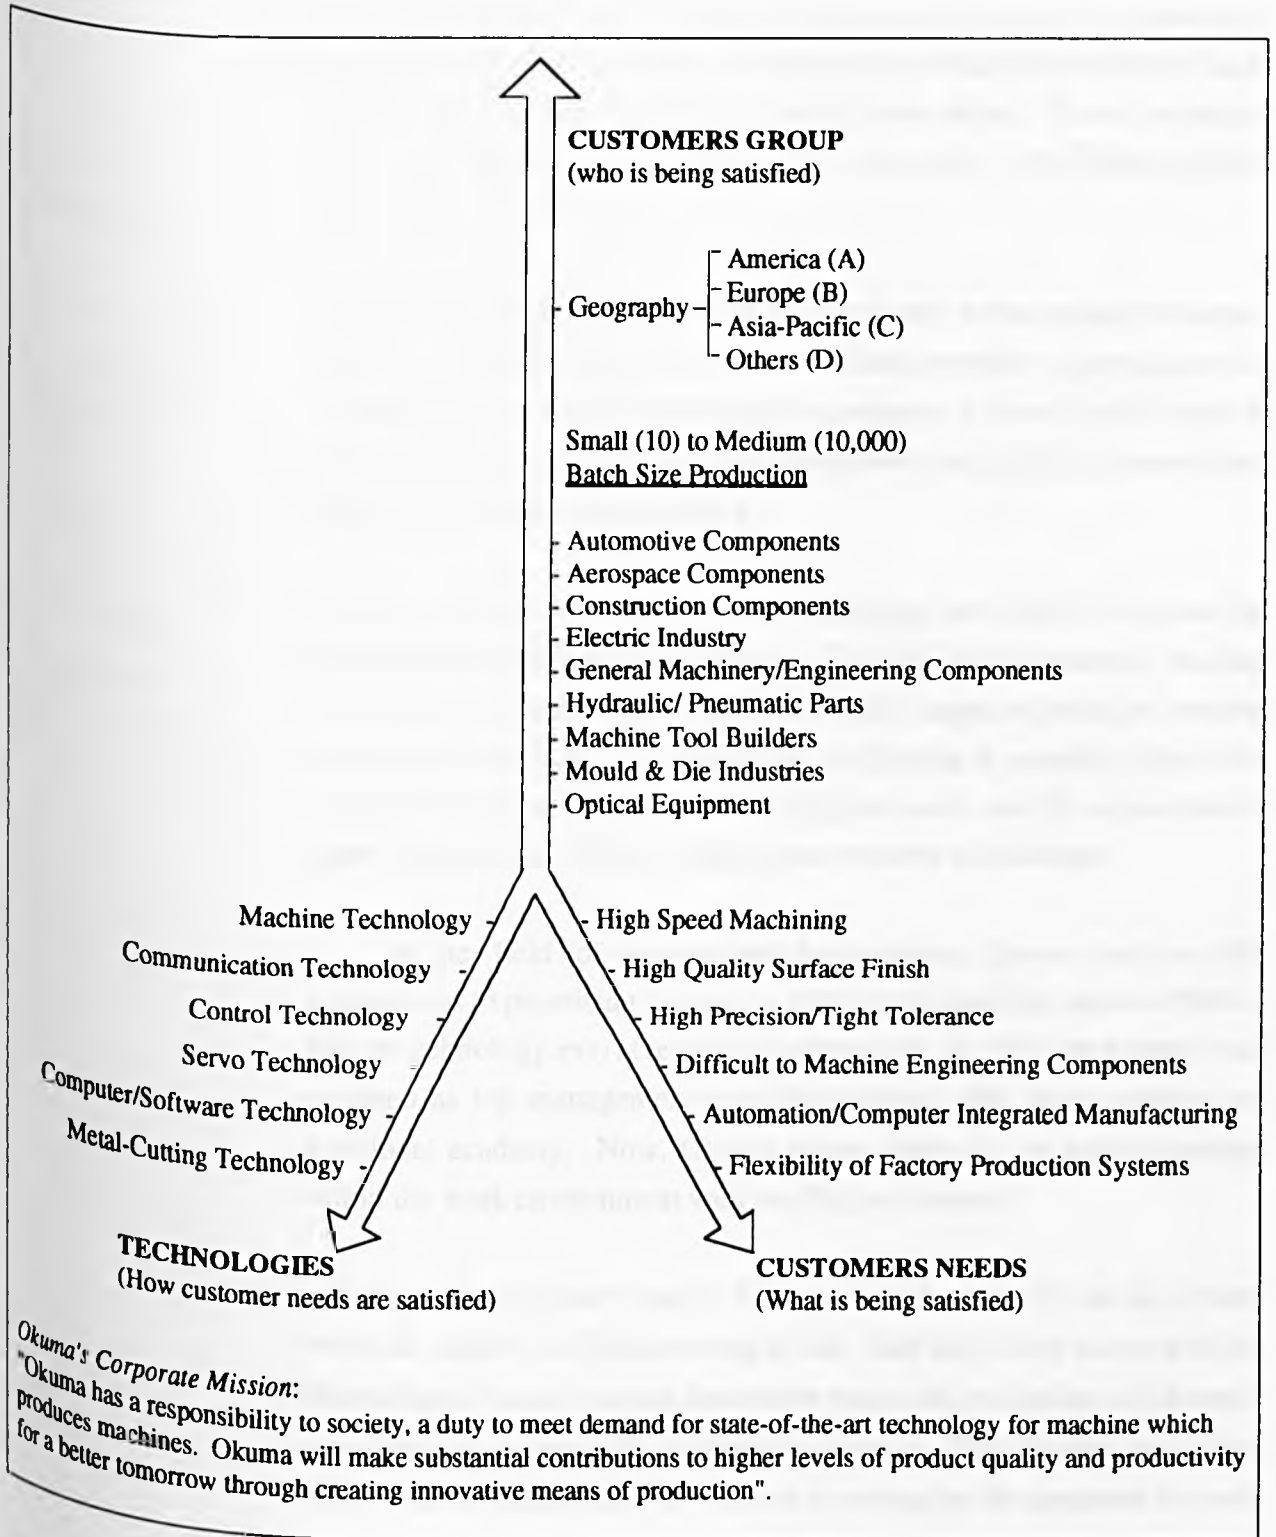 CUSTOMERS GROUP
(who is being satisfied)
Geography
America (A)
Europe (B)
Asia-Pacific (C)
Others (D)
Small (10) to Medium (10,000)
Batch Size Production
Automotive Components
Aerospace Components
Construction Components
Electric Industry
General Machinery/Engineering Components
Hydraulic/ Pneumatic Parts
Machine Tool Builders
Mould & Die Industries
Optical Equipment
Machine Technology
Communication Technology
Control Technology
Servo Technology
Computer/Software Technology
Metal-Cutting Technology
TECHNOLOGIES
(How customer needs are satisfied)
High Speed Machining
High Quality Surface Finish
High Precision/Tight Tolerance
Difficult to Machine Engineering Components
Automation/Computer Integrated Manufacturing
Flexibility of Factory Production Systems
CUSTOMERS NEEDS
(What is being satisfied)
Okuma's Corporate Mission:
"Okuma has a responsibility to society, a duty to meet demand for state-of-the-art technology for machine which
produces machines. Okuma will make substantial contributions to higher levels of product quality and productivity
for a better tomorrow through creating innovative means of production".